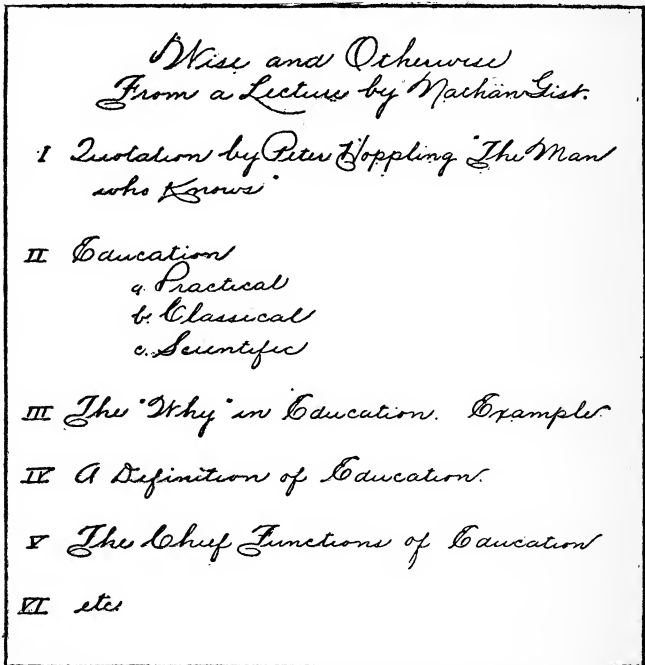 Wise and Otherwise
From a Lecture by Nathan Gist.
I Quotation by Peter Hoppling "The Man
who Knows"
II Education
a. Practical
b. Classical
c. Scientific
III The "Why" in Education. Example.
IV A Definition of Education.
V The Chief Functions of Education
VI etc